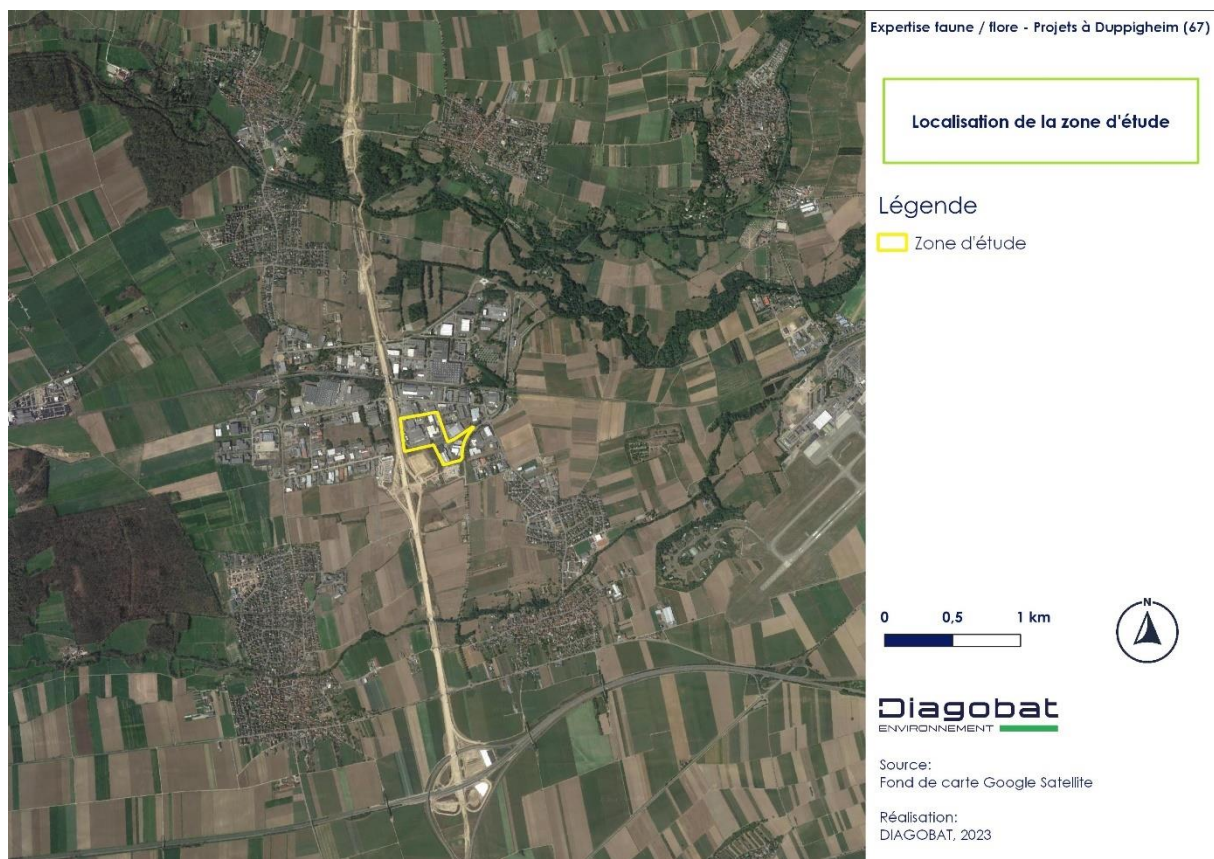 Expertise faune / flore - Projets à Duppigheim (67)
Localisation de la zone d'étude
Légende
Zone d'étude
0 0,5 1 km
N
Diagobat
ENVIRONNEMENT
Source:
Fond de carte Google Satellite
Réalisation:
DIAGOBAT, 2023